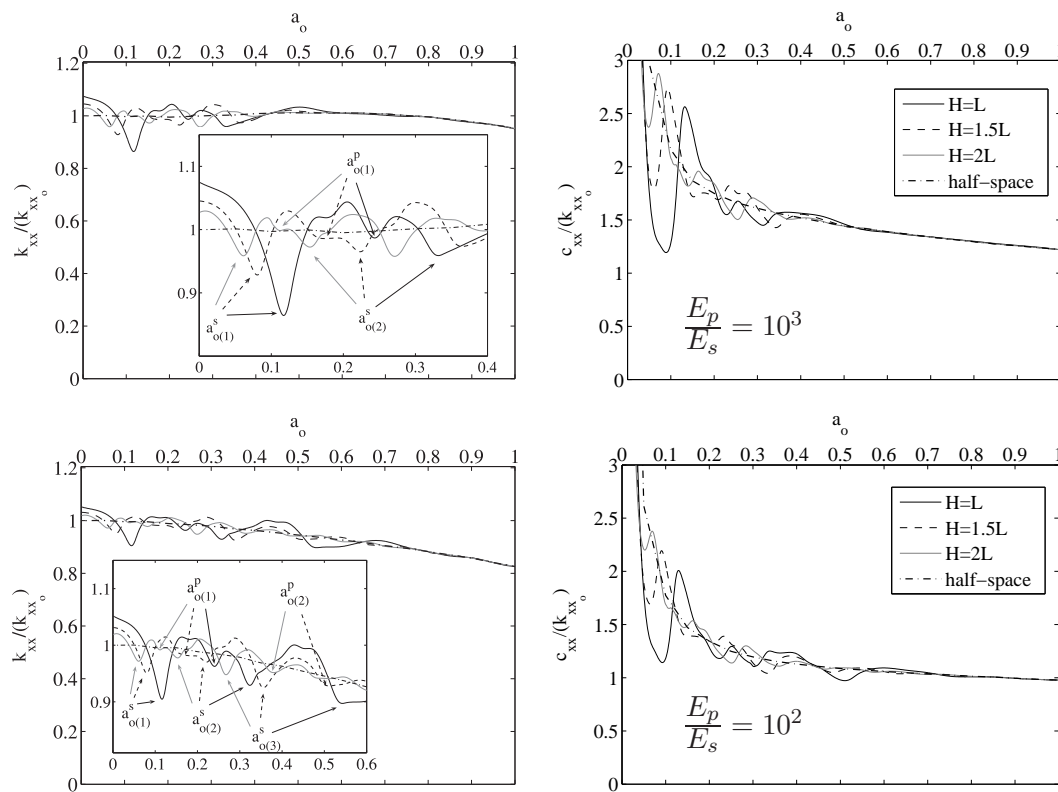 a_o
0 0.1 0.2 0.3 0.4 0.5 0.6 0.7 0.8 0.9 1
1.2
1
0.8
0.6
0.4
0.2
0
k_xx/(k_xx_o)
1.1
1
0.9
0 0.1 0.2 0.3 0.4
a^p_o(1)
a^s_o(1)
a^s_o(2)
a_o
0 0.1 0.2 0.3 0.4 0.5 0.6 0.7 0.8 0.9 1
3
2.5
2
1.5
1
0.5
0
c_xx/(k_xx_o)
H=L
H=1.5L
H=2L
half-space
E_p/E_s = 10^3
a_o
0 0.1 0.2 0.3 0.4 0.5 0.6 0.7 0.8 0.9 1
1.2
1
0.8
0.6
0.4
0.2
0
k_xx/(k_xx_o)
1.1
1
0.9
0 0.1 0.2 0.3 0.4 0.5 0.6
a^p_o(1)
a^p_o(2)
a^s_o(1)
a^s_o(2)
a^s_o(3)
a_o
0 0.1 0.2 0.3 0.4 0.5 0.6 0.7 0.8 0.9 1
3
2.5
2
1.5
1
0.5
0
c_xx/(k_xx_o)
H=L
H=1.5L
H=2L
half-space
E_p/E_s = 10^2